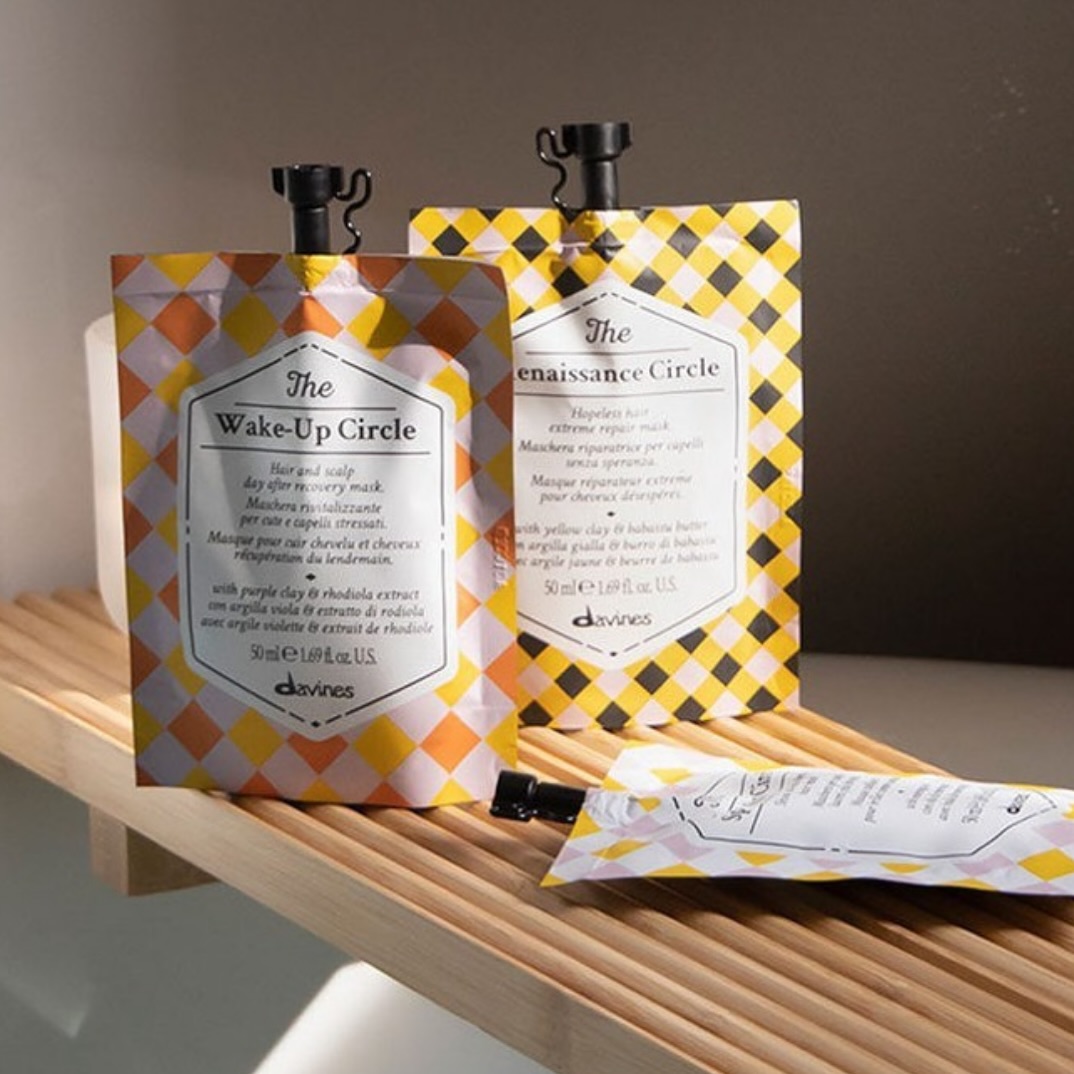 The
Wake-Up Circle
Hair and scalp
day after recovery mask.
Maschera rivitalizzante
per cute e capelli stressati.
Masque pour cuir chevelu et cheveux
récupération du lendemain.
with purple clay & rhodiola extract
con argilla viola & estratto di rodiola
avec argile violette & extrait de rhodiole
50 ml ℮ 1.69 fl. oz. U.S.
davines
The
enaissance Circle
Hopeless hair
extreme repair mask.
Maschera riparatrice per capelli
senza speranza.
Masque réparateur extrême
pour cheveux désespérés.
with yellow clay & babassu butter
n argilla gialla & burro di babassu
ec argile jaune & beurre de babassu
50 ml ℮ 1.69 fl. oz. U.S.
davines
davines